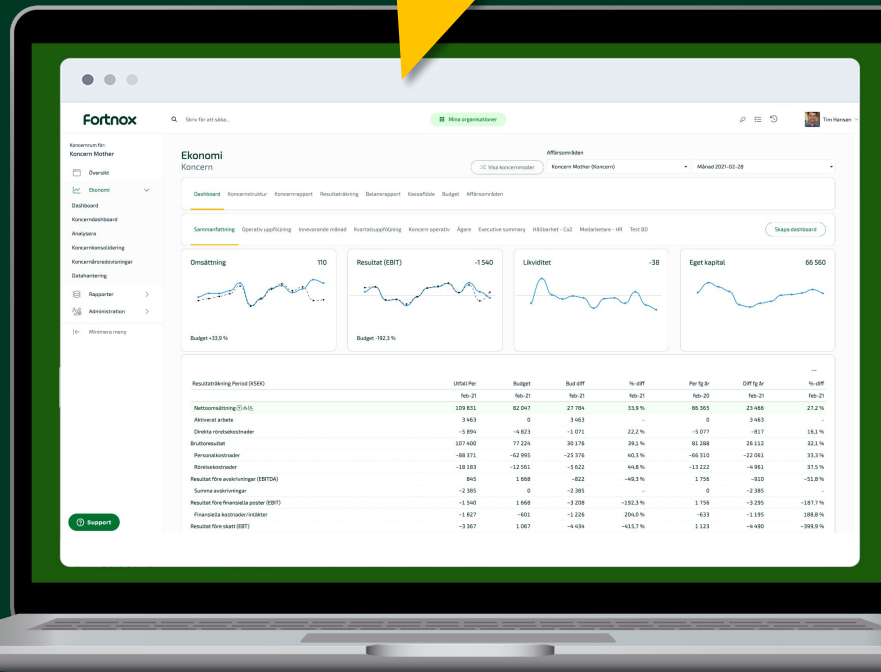 Fortnox
Skriv för att söka..
Mina organisationer
Tim Hansen
Koncernrum för:
Koncern Mother
Översikt
Ekonomi
Dashboard
Koncerndashboard
Analysera
Koncernkonsolidering
Koncernårsredovisningar
Datahantering
Rapporter
Administration
Minimera meny
Support
Ekonomi
Koncern
Visa koncernmoder
Affärsområden
Koncern Mother (Koncern)
Månad 2021-02-28
Dashboard Koncernstruktur Koncernrapport Resultaträkning Balansrapport Kassaflöde Budget Affärsområden
Sammanfattning Operativ uppföljning Innevarande månad Kvartalsuppföljning Koncern operativ Ägare Executive summary Hållbarhet - Co2 Medarbetare - HR Test BO
Skapa dashboard
Omsättning 110
Budget +33,9 %
Resultat (EBIT) -1 540
Budget -192,3 %
Likviditet -38
Eget kapital 66 560
Resultaträkning Period (KSEK) Utfall Per Budget Bud diff %-diff Per fg år Diff fg år %-diff
feb-21 feb-21 feb-21 feb-21 feb-20 feb-21 feb-21
Nettoomsättning 109 831 82 047 27 784 33,9 % 86 365 23 466 27,2 %
Aktiverat arbete 3 463 0 3 463 - 0 3 463 -
Direkta rörelsekostnader -5 894 -4 823 -1 071 22,2 % -5 077 -817 16,1 %
Bruttoresultat 107 400 77 224 30 176 39,1 % 81 288 26 112 32,1 %
Personalkostnader -88 371 -62 995 -25 376 40,3 % -66 310 -22 061 33,3 %
Rörelsekostnader -18 183 -12 561 -5 622 44,8 % -13 222 -4 961 37,5 %
Resultat före avskrivningar (EBITDA) 845 1 668 -822 -49,3 % 1 756 -910 -51,8 %
Summa avskrivningar -2 385 0 -2 385 - 0 -2 385 -
Resultat före finansiella poster (EBIT) -1 540 1 668 -3 208 -192,3 % 1 756 -3 295 -187,7 %
Finansiella kostnader/intäkter -1 827 -601 -1 226 204,0 % -633 -1 195 188,8 %
Resultat före skatt (EBT) -3 367 1 067 -4 434 -415,7 % 1 123 -4 490 -399,9 %